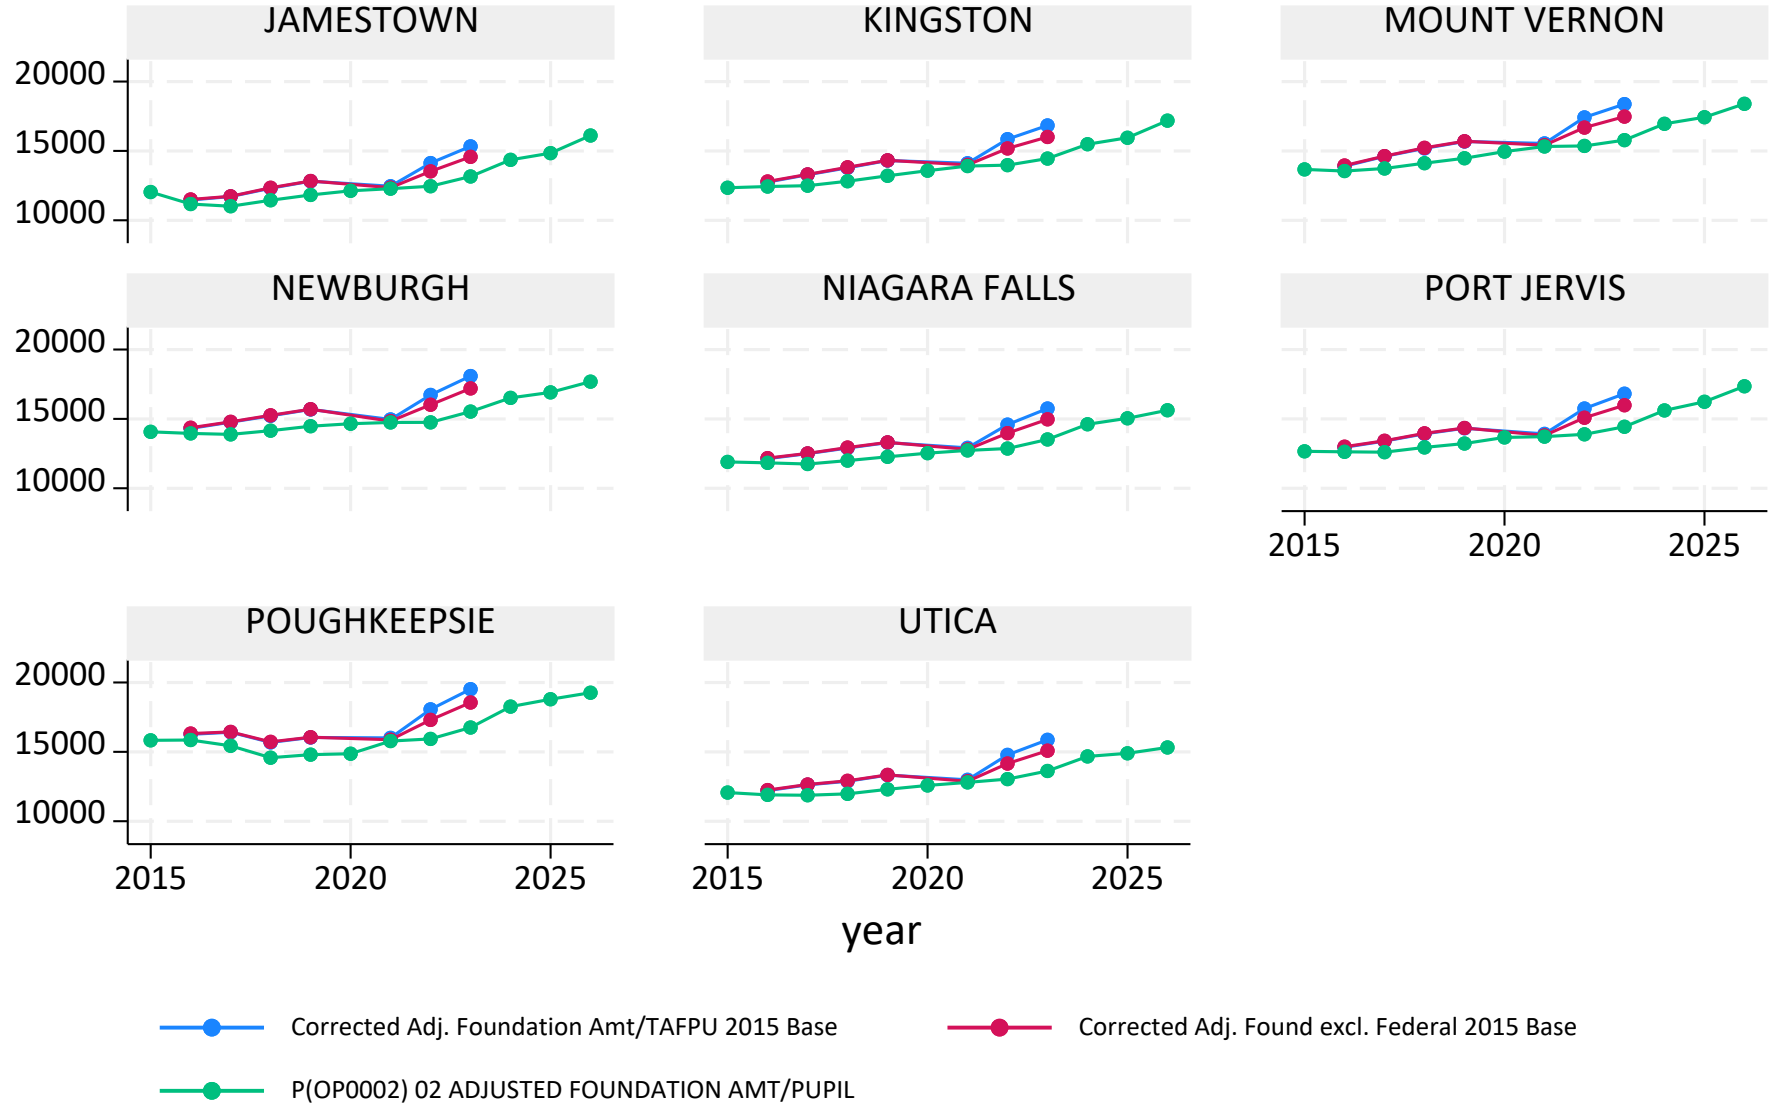 JAMESTOWN KINGSTON MOUNT VERNON
20000
15000
10000
NEWBURGH NIAGARA FALLS PORT JERVIS
20000
15000
10000
2015 2020 2025
POUGHKEEPSIE UTICA
20000
15000
10000
2015 2020 2025 2015 2020 2025
year
Corrected Adj. Foundation Amt/TAFPU 2015 Base Corrected Adj. Found excl. Federal 2015 Base
P(OP0002) 02 ADJUSTED FOUNDATION AMT/PUPIL